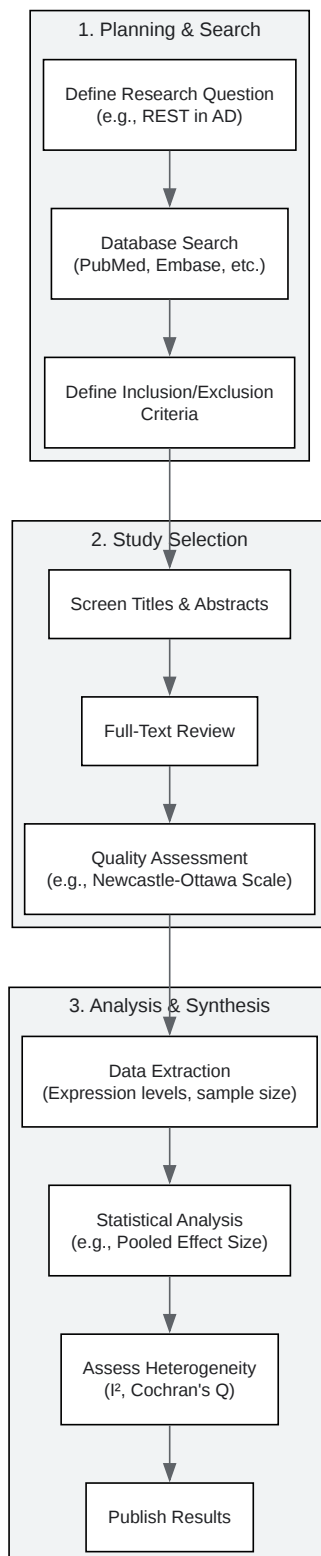 1. Planning & Search
Define Research Question
(e.g., REST in AD)
Database Search
(PubMed, Embase, etc.)
Define Inclusion/Exclusion
Criteria
2. Study Selection
Screen Titles & Abstracts
Full-Text Review
Quality Assessment
(e.g., Newcastle-Ottawa Scale)
3. Analysis & Synthesis
Data Extraction
(Expression levels, sample size)
Statistical Analysis
(e.g., Pooled Effect Size)
Assess Heterogeneity
(I², Cochran's Q)
Publish Results